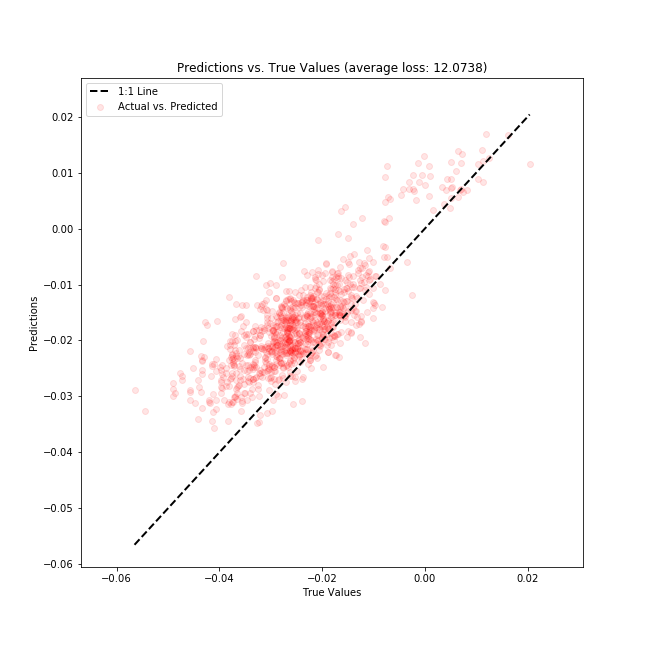 Predictions vs. True Values (average loss: 12.0738)
1:1 Line
Actual vs. Predicted
0.02
0.01
0.00
−0.01
−0.02
−0.03
−0.04
−0.05
−0.06
Predictions
−0.06 −0.04 −0.02 0.00 0.02
True Values